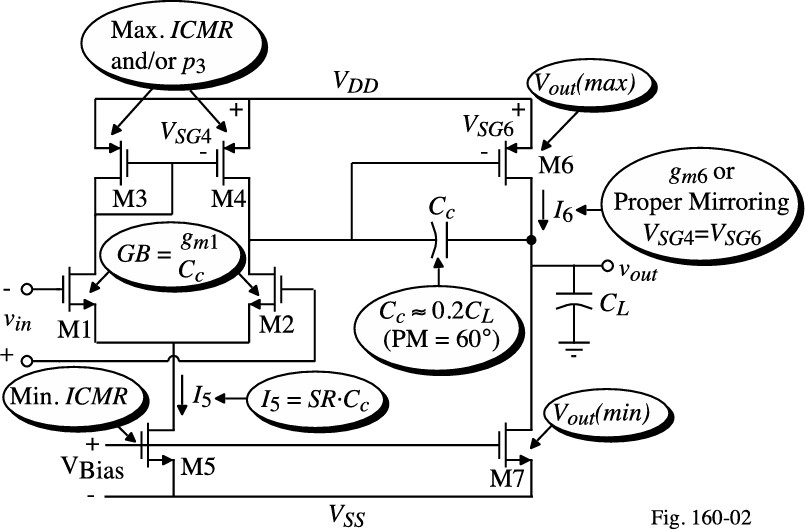 Max. ICMR
and/or p3
VDD
Vout(max)
+
+
VSG4
-
VSG6
-
M3
M4
M6
gm6 or
Proper Mirroring
VSG4=VSG6
I6
Cc
GB = gm1
Cc
-
vin
+
M1
M2
Cc ≈ 0.2CL
(PM = 60°)
vout
CL
Min. ICMR
I5
I5 = SR·Cc
Vout(min)
+
VBias
-
M5
M7
VSS
Fig. 160-02